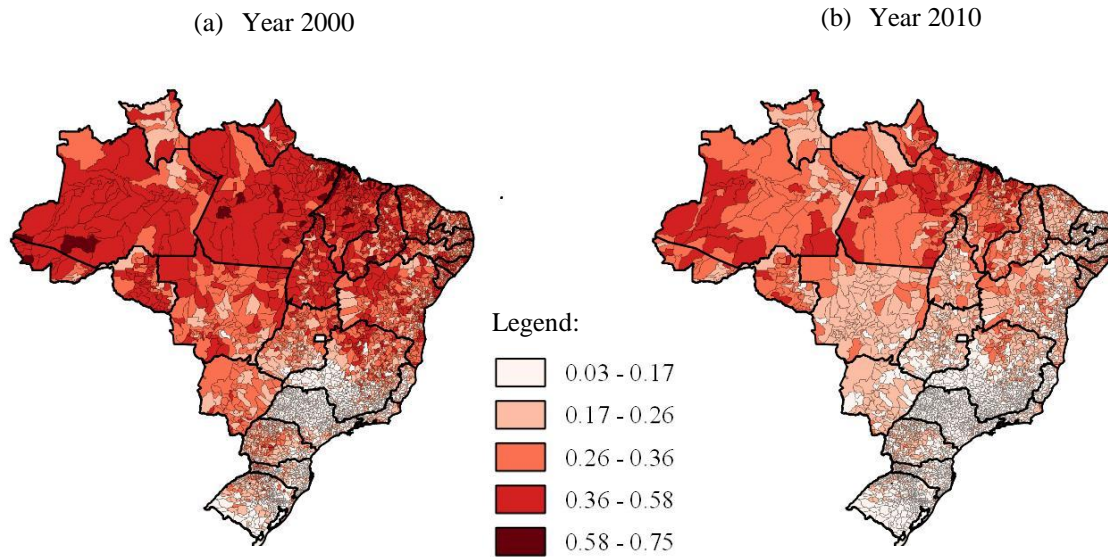 (a) Year 2000
(b) Year 2010
Legend:
0.03 - 0.17
0.17 - 0.26
0.26 - 0.36
0.36 - 0.58
0.58 - 0.75